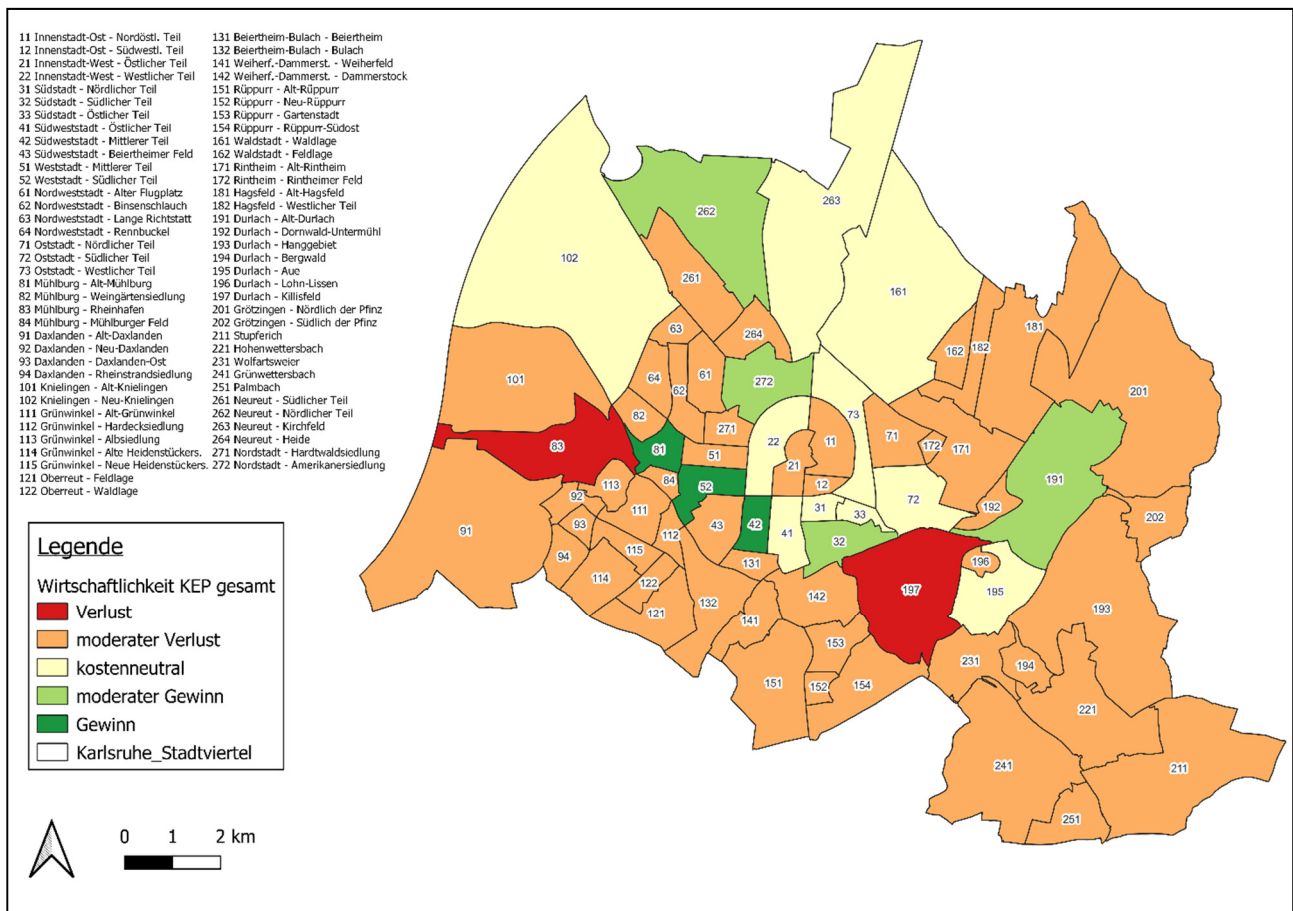 11 Innenstadt-Ost - Nordöstl. Teil
12 Innenstadt-Ost - Südwestl. Teil
21 Innenstadt-West - Östlicher Teil
22 Innenstadt-West - Westlicher Teil
31 Südstadt - Nördlicher Teil
32 Südstadt - Südlicher Teil
33 Südstadt - Östlicher Teil
41 Südweststadt - Östlicher Teil
42 Südweststadt - Mittlerer Teil
43 Südweststadt - Beiertheimer Feld
51 Weststadt - Mittlerer Teil
52 Weststadt - Südlicher Teil
61 Nordweststadt - Alter Flugplatz
62 Nordweststadt - Binsenschlauch
63 Nordweststadt - Lange Richtstatt
64 Nordweststadt - Rennbuckel
71 Oststadt - Nördlicher Teil
72 Oststadt - Südlicher Teil
73 Oststadt - Westlicher Teil
81 Mühlburg - Alt-Mühlburg
82 Mühlburg - Weingärtensiedlung
83 Mühlburg - Rheinhafen
84 Mühlburg - Mühlburger Feld
91 Daxlanden - Alt-Daxlanden
92 Daxlanden - Neu-Daxlanden
93 Daxlanden - Daxlanden-Ost
94 Daxlanden - Rheinstrandsiedlung
101 Knielingen - Alt-Knielingen
102 Knielingen - Neu-Knielingen
111 Grünwinkel - Alt-Grünwinkel
112 Grünwinkel - Hardecksiedlung
113 Grünwinkel - Albsiedlung
114 Grünwinkel - Alte Heidenstückers.
115 Grünwinkel - Neue Heidenstückers.
121 Oberreut - Feldlage
122 Oberreut - Waldlage
131 Beiertheim-Bulach - Beiertheim
132 Beiertheim-Bulach - Bulach
141 Weiherf.-Dammerst. - Weiherfeld
142 Weiherf.-Dammerst. - Dammerstock
151 Rüppurr - Alt-Rüppurr
152 Rüppurr - Neu-Rüppurr
153 Rüppurr - Gartenstadt
154 Rüppurr - Rüppurr-Südost
161 Waldstadt - Waldlage
162 Waldstadt - Feldlage
171 Rintheim - Alt-Rintheim
172 Rintheim - Rintheimer Feld
181 Hagsfeld - Alt-Hagsfeld
182 Hagsfeld - Westlicher Teil
191 Durlach - Alt-Durlach
192 Durlach - Dornwald-Untermühl
193 Durlach - Hanggebiet
194 Durlach - Bergwald
195 Durlach - Aue
196 Durlach - Lohn-Lissen
197 Durlach - Killisfeld
201 Grötzingen - Nördlich der Pfinz
202 Grötzingen - Südlich der Pfinz
211 Stupferich
221 Hohenwettersbach
231 Wolfartsweier
241 Grünwettersbach
251 Palmbach
261 Neureut - Südlicher Teil
262 Neureut - Nördlicher Teil
263 Neureut - Kirchfeld
264 Neureut - Heide
271 Nordstadt - Hardtwaldsiedlung
272 Nordstadt - Amerikanersiedlung
263
262
102
261
161
63
264
181
162
182
101
201
64
61
62
272
82
73
271
71
172
171
22
11
83
81
51
21
191
52
12
72
113
84
92
31
33
192
202
91
93
111
43
42
41
32
112
115
94
131
196
114
122
197
195
142
193
121
132
141
153
231
194
151
152
154
221
241
211
251
Legende
Wirtschaftlichkeit KEP gesamt
Verlust
moderater Verlust
kostenneutral
moderater Gewinn
Gewinn
Karlsruhe_Stadtviertel
0 1 2 km